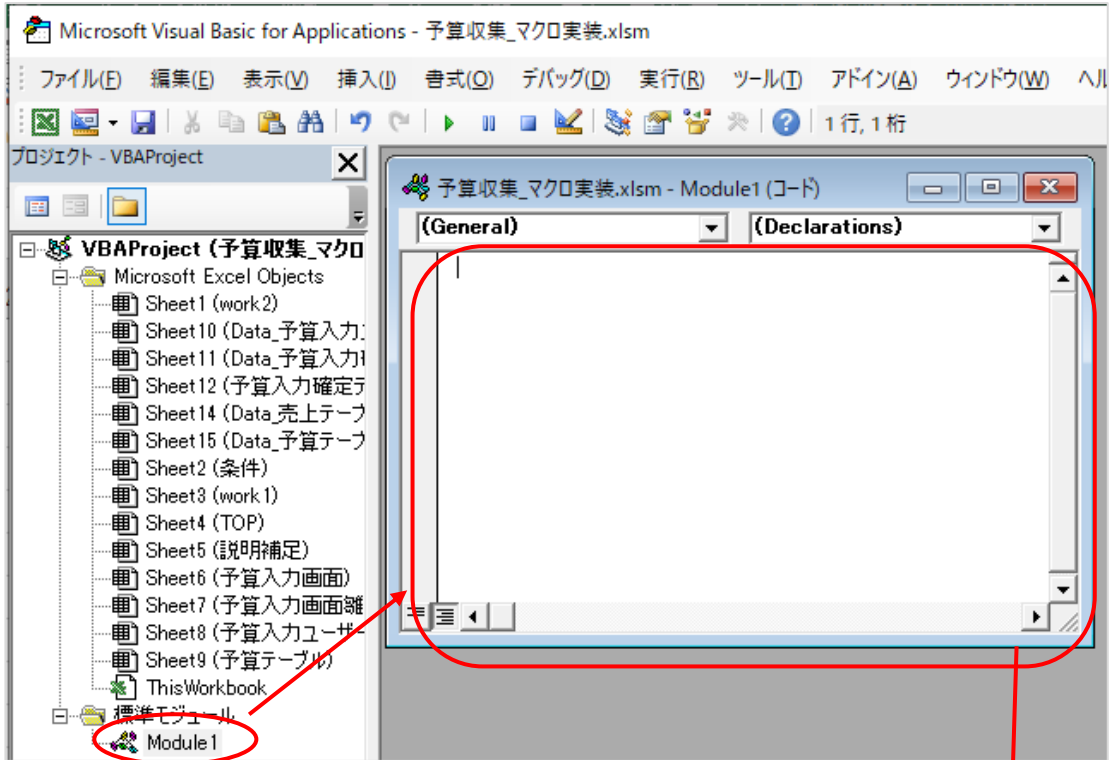 Microsoft Visual Basic for Applications - 予算収集_マクロ実装.xlsm
ファイル(F) 編集(E) 表示(V) 挿入(I) 書式(O) デバッグ(D) 実行(R) ツール(T) アドイン(A) ウィンドウ(W) ヘル
1 行, 1 桁
プロジェクト - VBAProject
予算収集_マクロ実装.xlsm - Module1 (コード)
(General) (Declarations)
VBAProject (予算収集_マクロ
Microsoft Excel Objects
Sheet1 (work2)
Sheet10 (Data_予算入力
Sheet11 (Data_予算入力
Sheet12 (予算入力確定テ
Sheet14 (Data_売上テーブ
Sheet15 (Data_予算テーブ
Sheet2 (条件)
Sheet3 (work1)
Sheet4 (TOP)
Sheet5 (説明補足)
Sheet6 (予算入力画面)
Sheet7 (予算入力画面雛
Sheet8 (予算入力ユーザー
Sheet9 (予算テーブル)
ThisWorkbook
標準モジュール
Module1